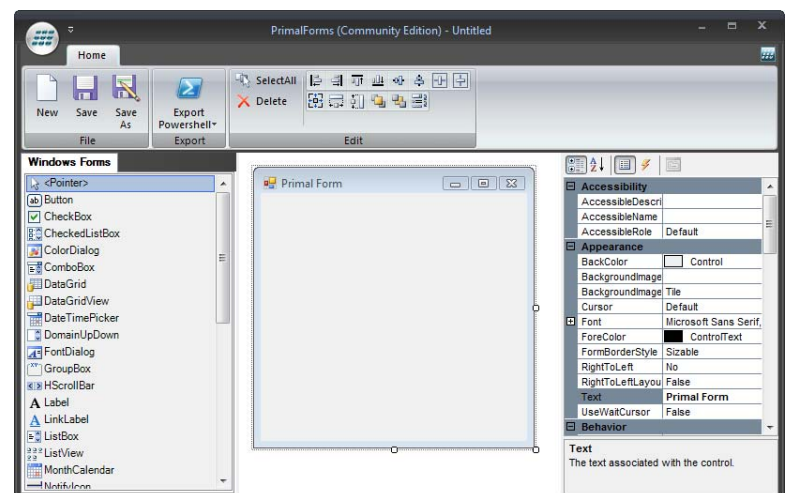 PrimalForms (Community Edition) - Untitled
Home
New
Save
Save As
Export Powershell
SelectAll
Delete
File
Export
Edit
Windows Forms
<Pointer>
Button
CheckBox
CheckedListBox
ColorDialog
ComboBox
DataGrid
DataGridView
DateTimePicker
DomainUpDown
FontDialog
GroupBox
HScrollBar
Label
LinkLabel
ListBox
ListView
MonthCalendar
NotifyIcon
Primal Form
Accessibility
AccessibleDescri
AccessibleName
AccessibleRole Default
Appearance
BackColor Control
BackgroundImage
BackgroundImage Tile
Cursor Default
Font Microsoft Sans Serif,
ForeColor ControlText
FormBorderStyle Sizable
RightToLeft No
RightToLeftLayou False
Text Primal Form
UseWaitCursor False
Behavior
Text
The text associated with the control.